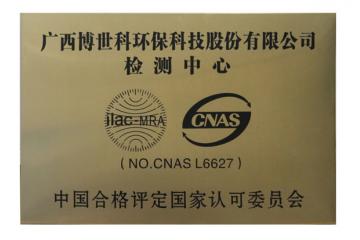 广西博世科环保科技股份有限公司
检测中心
ilac-MRA
CNAS
(NO.CNAS L6627)
中国合格评定国家认可委员会